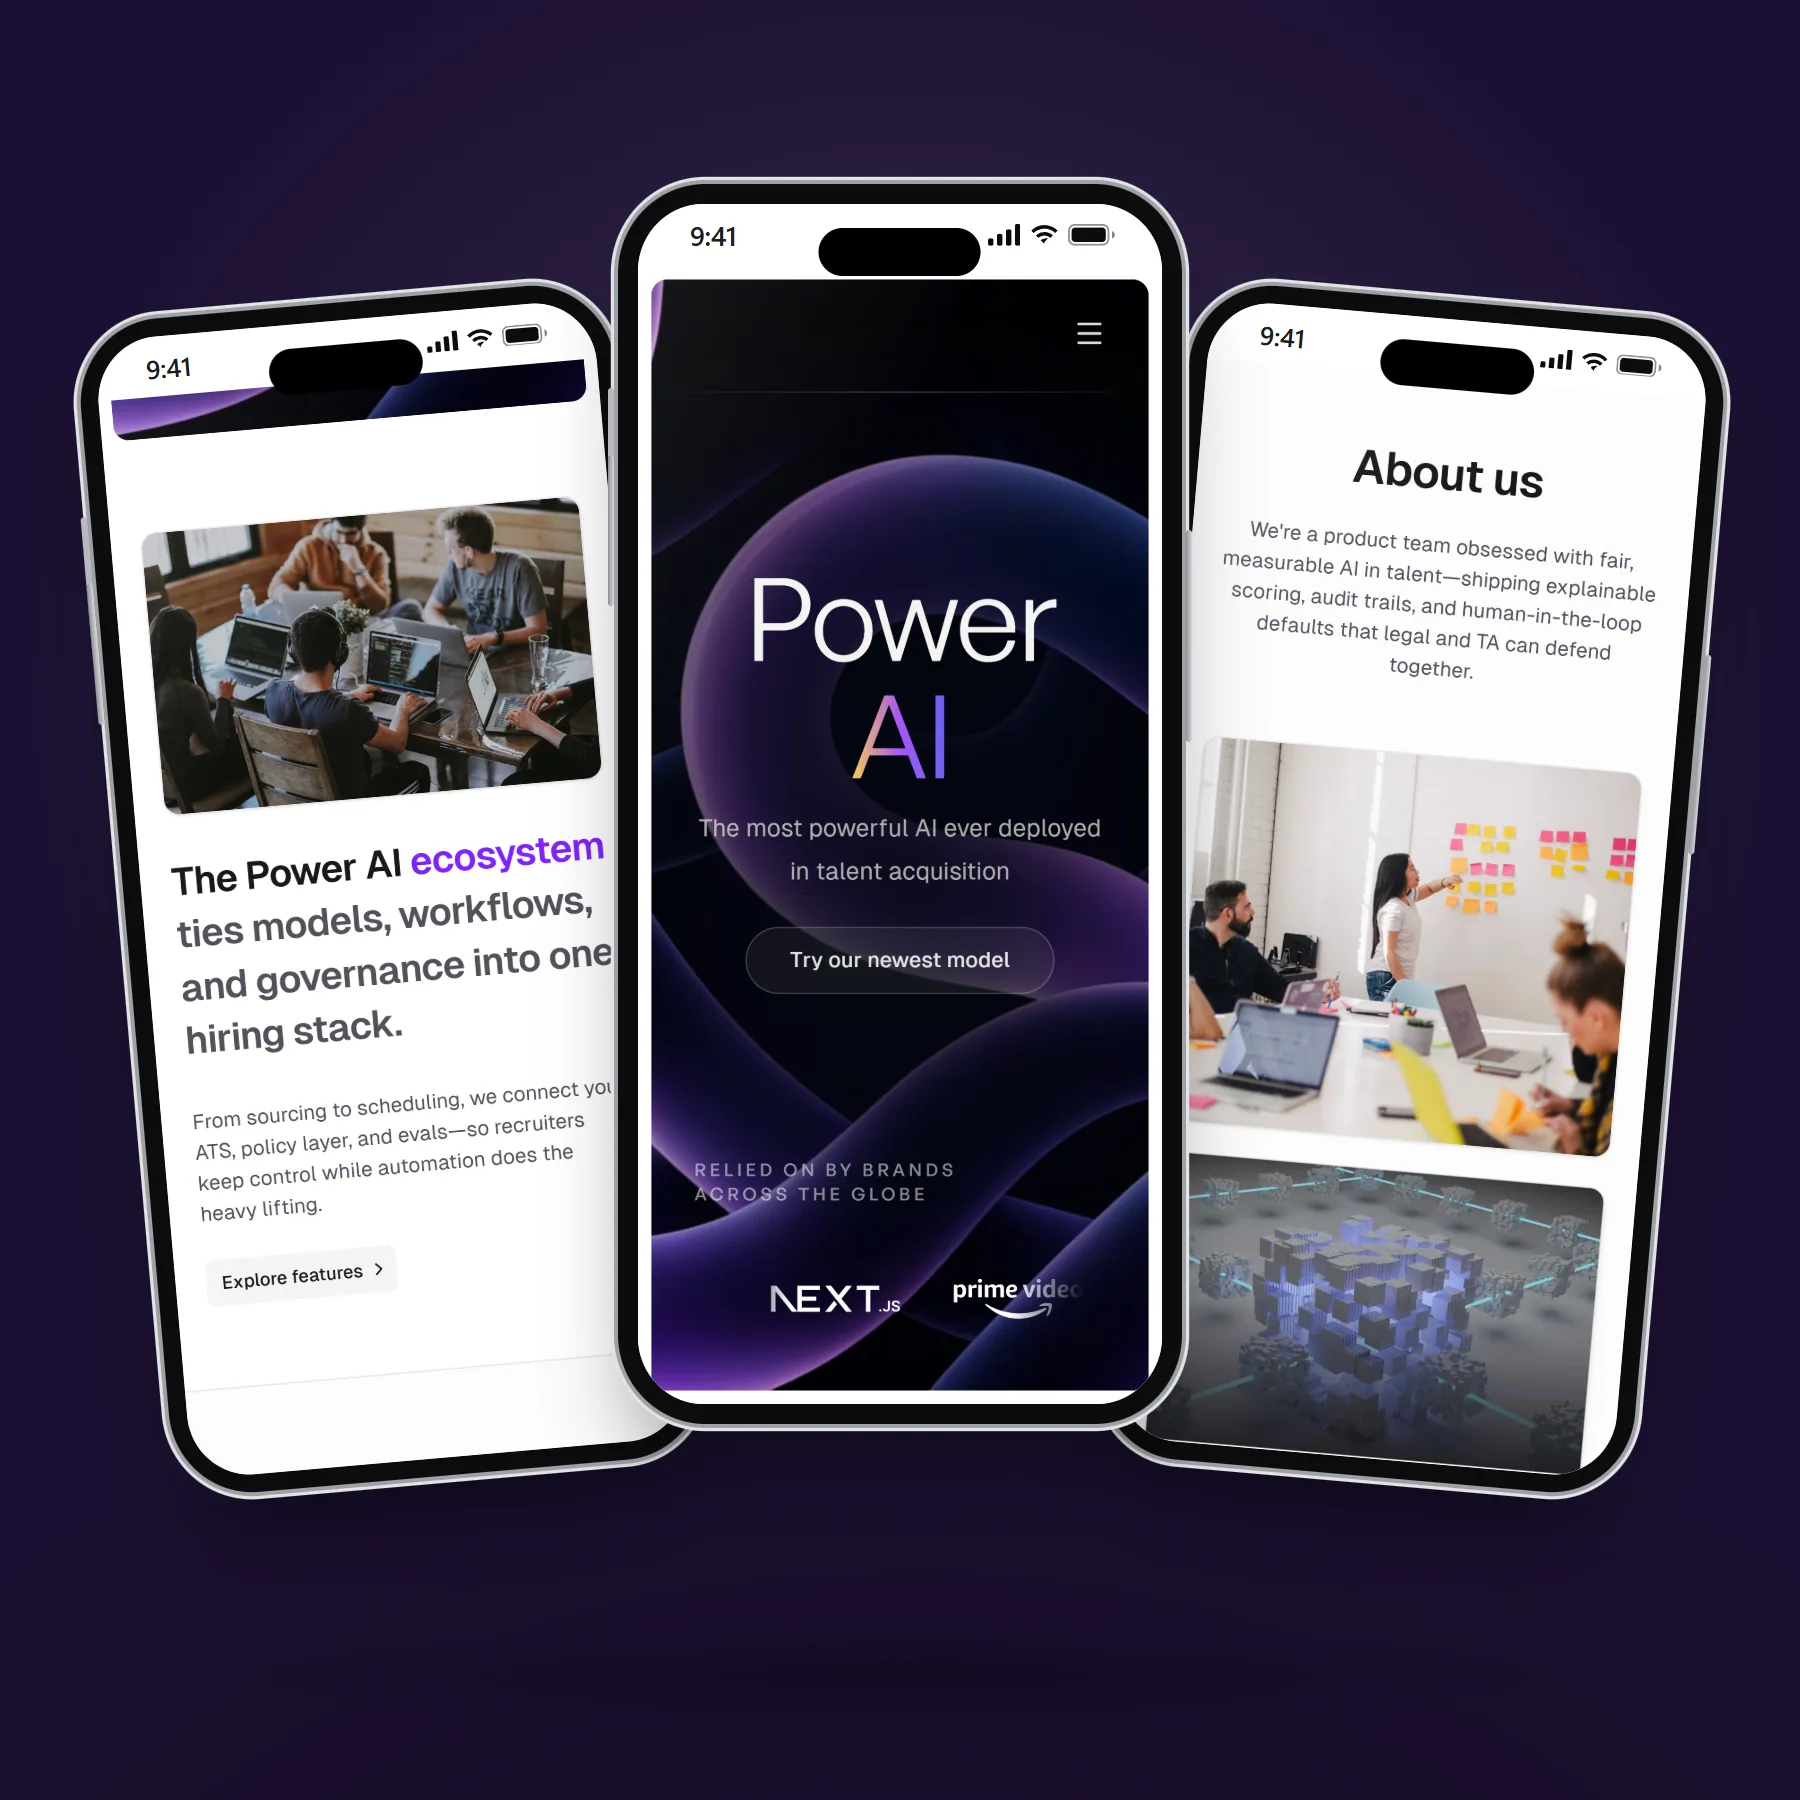 9:41
The Power AI ecosystem
ties models, workflows,
and governance into one
hiring stack.
From sourcing to scheduling, we connect
ATS, policy layer, and evals—so recruiters
keep control while automation does the
heavy lifting.
Explore features
9:41
Power
AI
The most powerful AI ever deployed
in talent acquisition
Try our newest model
RELIED ON BY BRANDS
ACROSS THE GLOBE
NEXT.JS
prime video
9:41
About us
We're a product team obsessed with fair,
measurable AI in talent—shipping explainable
scoring, audit trails, and human-in-the-loop
defaults that legal and TA can defend
together.